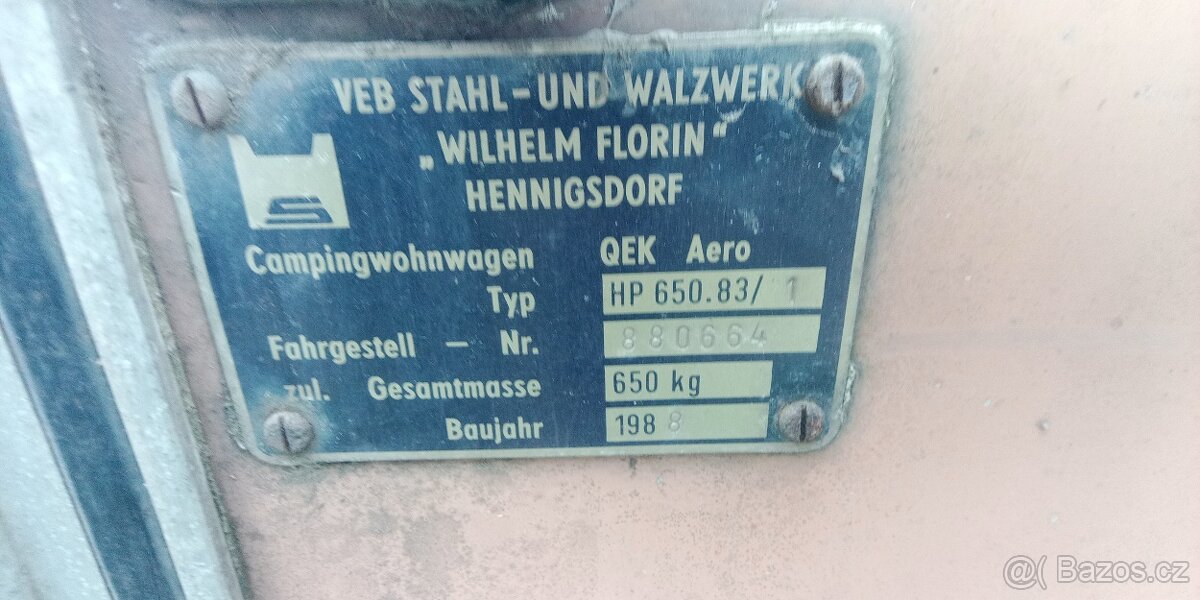 VEB STAHL-UND WALZWERK
„WILHELM FLORIN“
HENNIGSDORF
S
Campingwohnwagen QEK Aero
Typ HP 650.83/1
Fahrgestell – Nr. 880664
zul. Gesamtmasse 650 kg
Baujahr 1988
@( Bazoš.cz